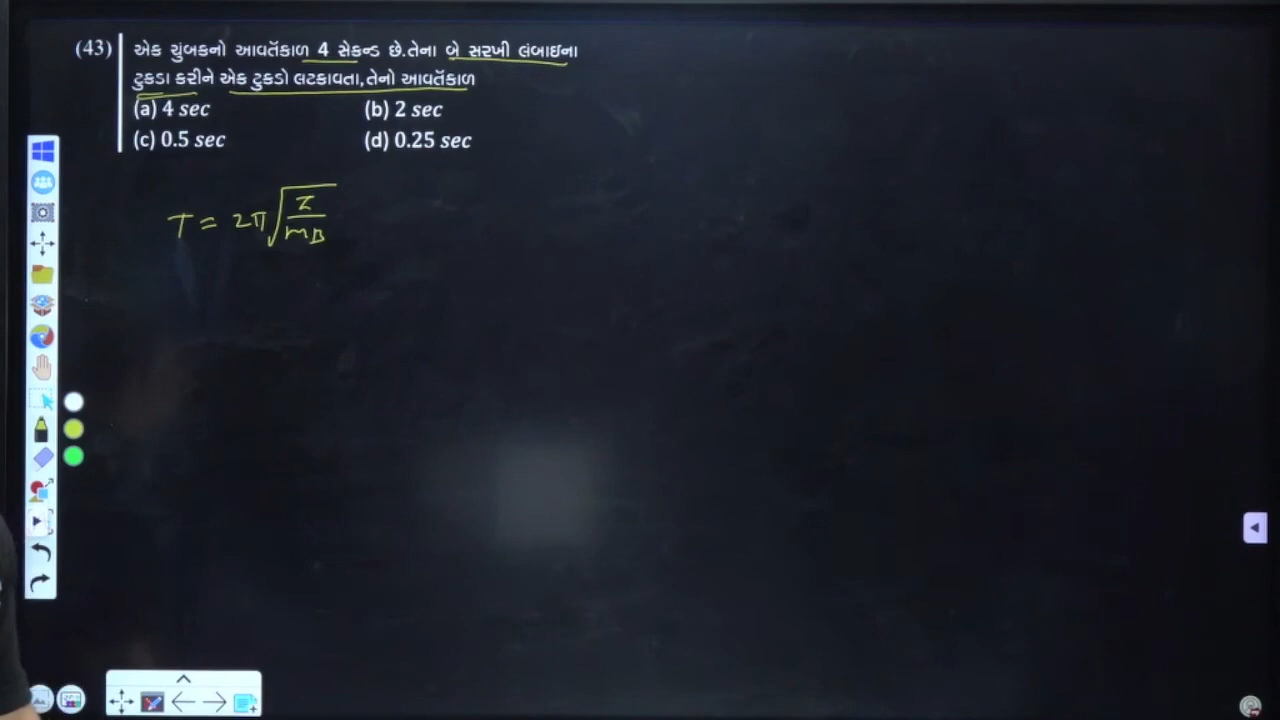 (43) એક ચુંબકનો આવર્તકાળ 4 સેકન્ડ છે.તેના બે સરખી લંબાઇના
ટુકડા કરીને એક ટુકડો લટકાવતા,તેનો આવર્તકાળ
(a) 4 sec (b) 2 sec
(c) 0.5 sec (d) 0.25 sec
T = 2π√(I/mB)